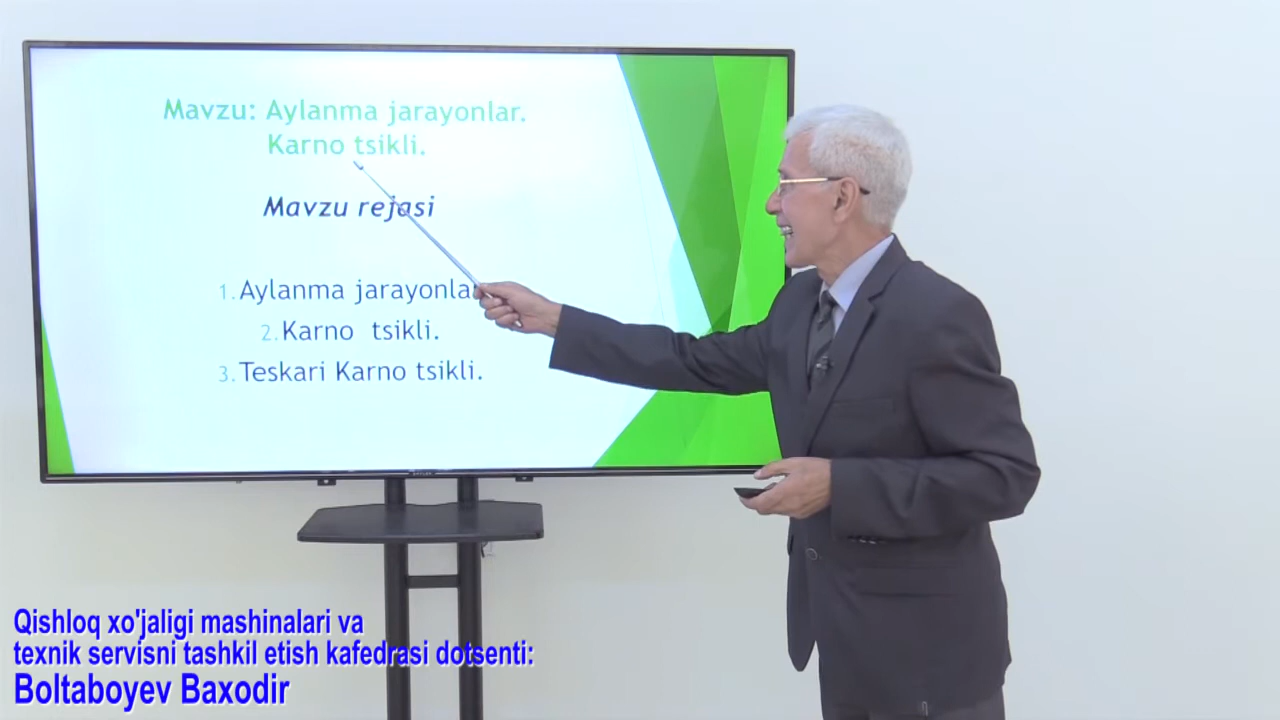 Mavzu: Aylanma jarayonlar.
Karno tsikli.
Mavzu rejasi
1. Aylanma jarayonla
2. Karno tsikli.
3. Teskari Karno tsikli.
Qishloq xo'jaligi mashinalari va
texnik servisni tashkil etish kafedrasi dotsenti:
Boltaboyev Baxodir